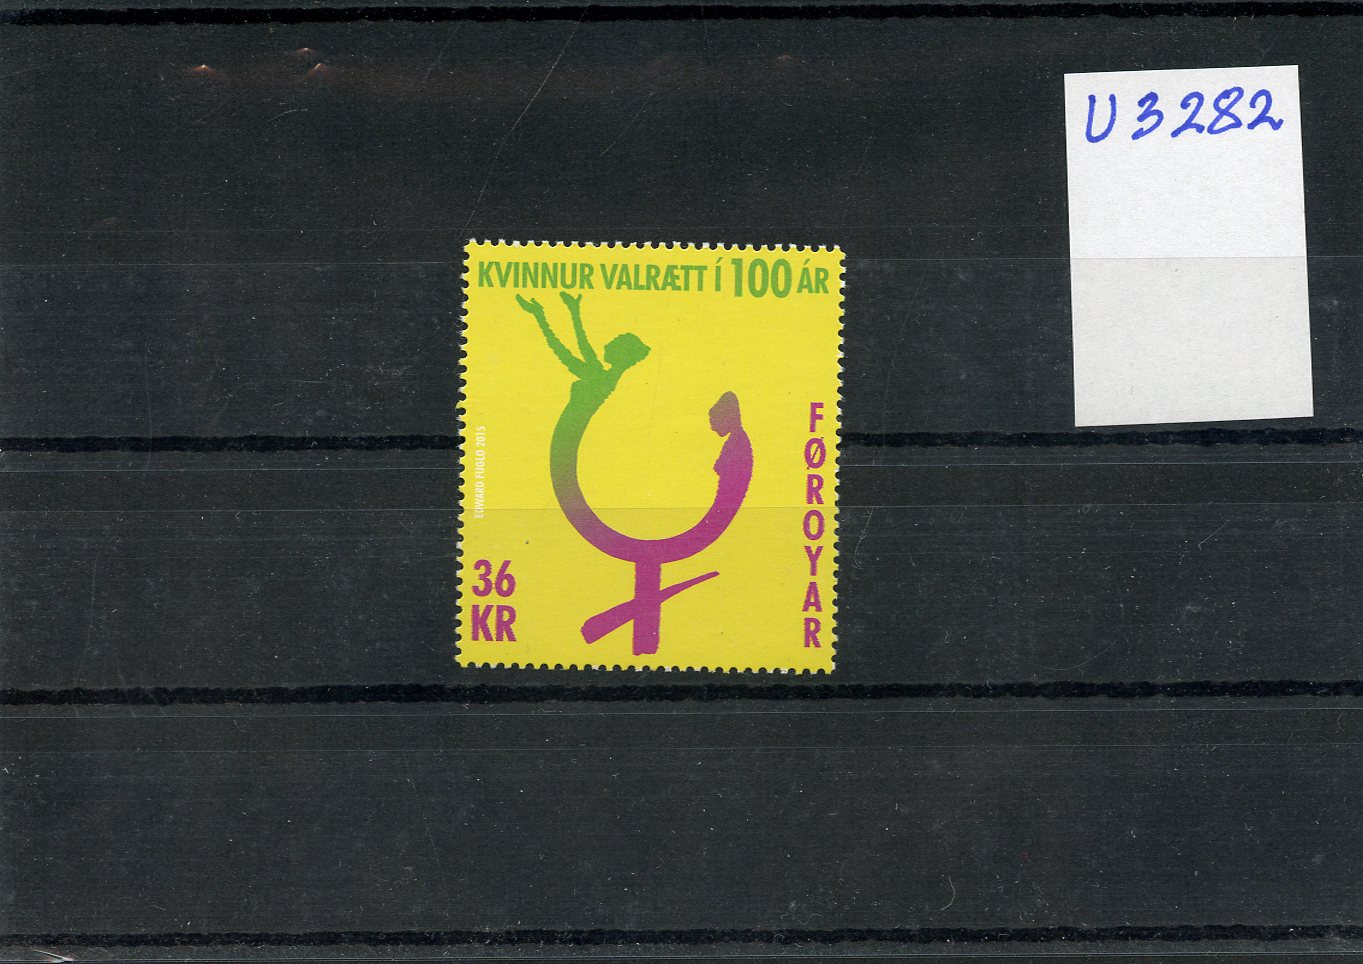 U3282
KVINNUR VALRÆTT Í 100 ÁR
FØROYAR
EDWARD FUGLØ 2015
36
KR